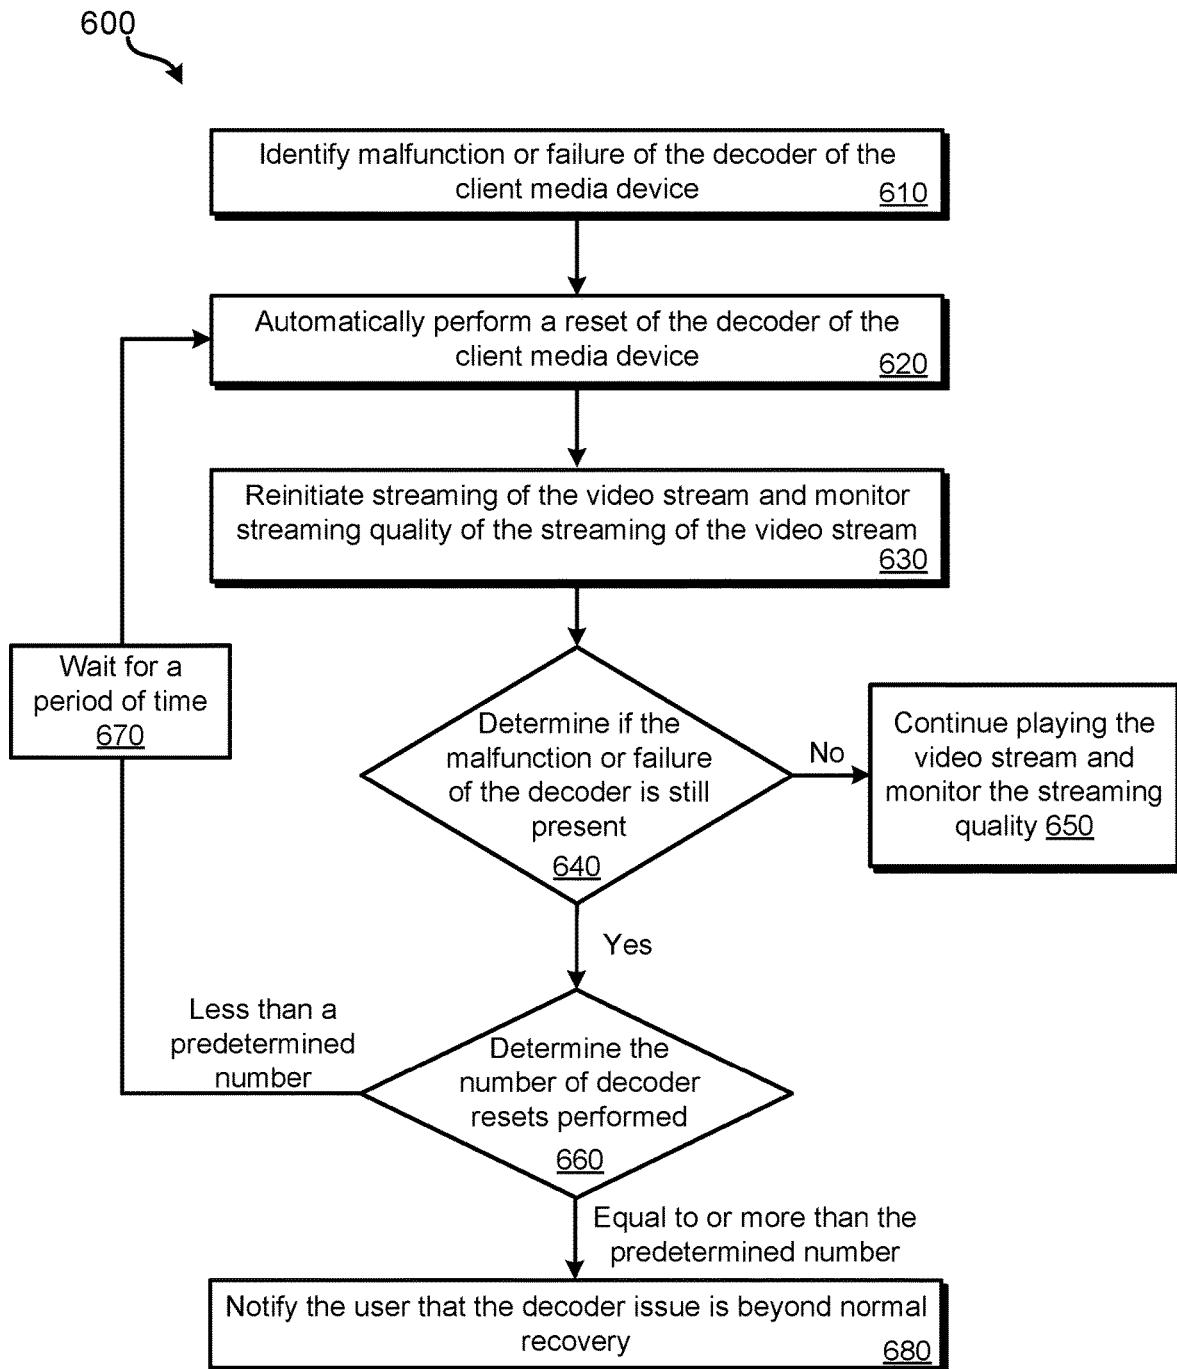 600
Identify malfunction or failure of the decoder of the
client media device
610
Automatically perform a reset of the decoder of the
client media device
620
Reinitiate streaming of the video stream and monitor
streaming quality of the streaming of the video stream
630
Wait for a
period of time
670
Determine if the
malfunction or failure
of the decoder is still
present
640
No
Continue playing the
video stream and
monitor the streaming
quality 650
Yes
Less than a
predetermined
number
Determine the
number of decoder
resets performed
660
Equal to or more than the
predetermined number
Notify the user that the decoder issue is beyond normal
recovery
680